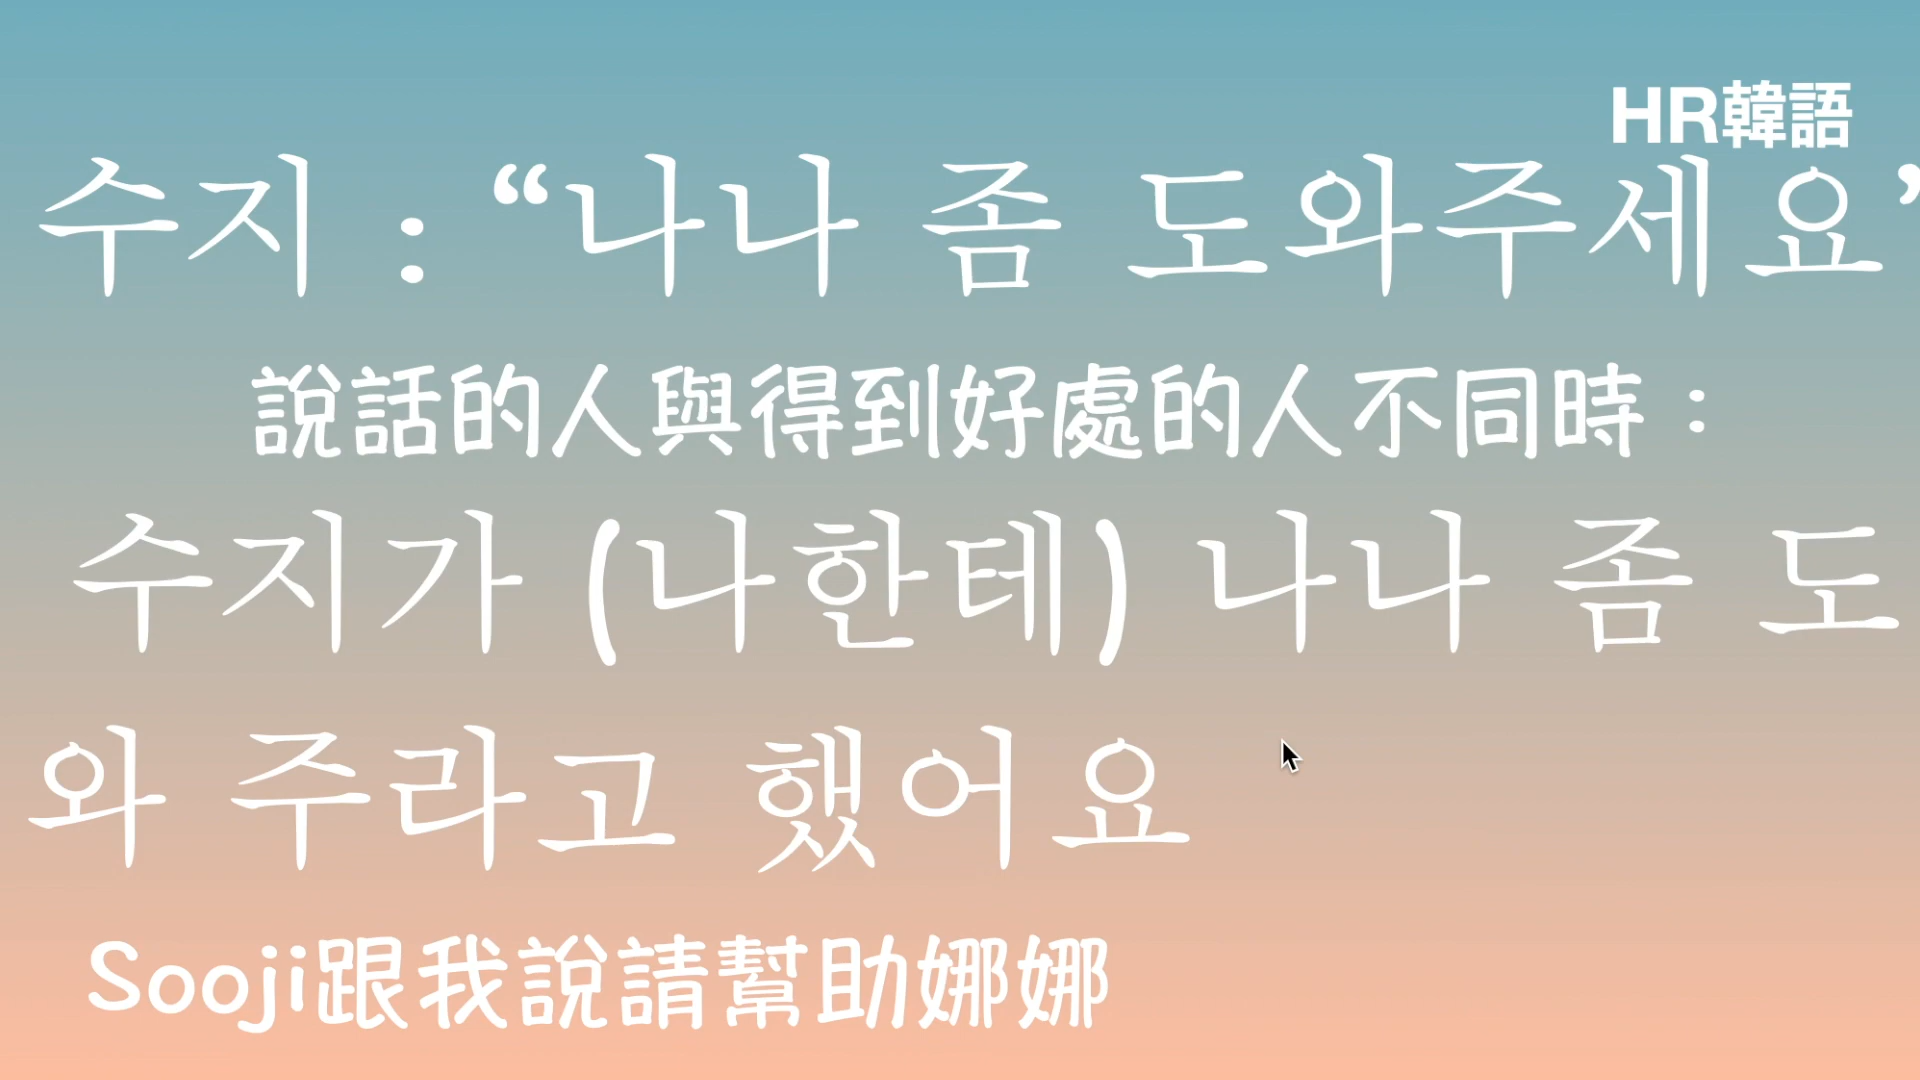 HR韓語
수지 : “나나 좀 도와주세요”
說話的人與得到好處的人不同時：
수지가 (나한테) 나나 좀 도
와 주라고 했어요
Sooji跟我說請幫助娜娜